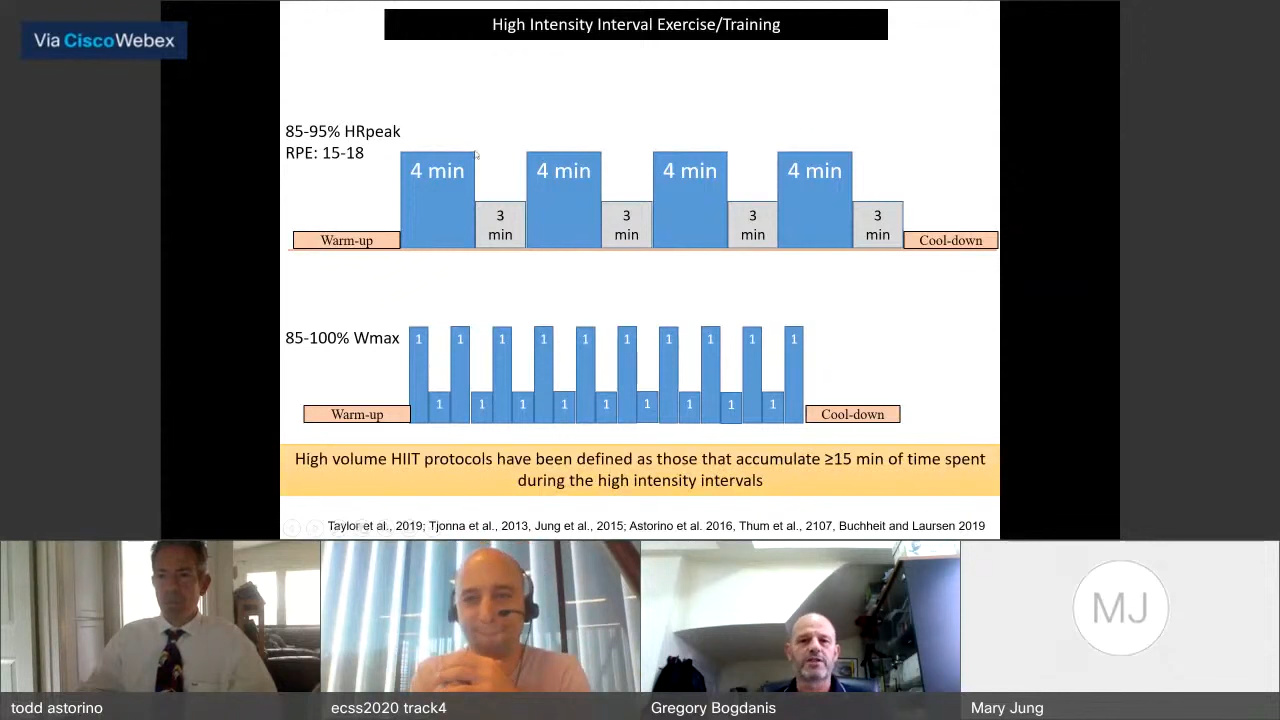 Via CiscoWebex
High Intensity Interval Exercise/Training
85-95% HRpeak
RPE: 15-18
4 min
4 min
4 min
4 min
3
min
3
min
3
min
3
min
Warm-up
Cool-down
85-100% Wmax
1 1 1 1 1 1 1 1 1 1
1 1 1 1 1 1 1 1 1
Warm-up
Cool-down
High volume HIIT protocols have been defined as those that accumulate ≥15 min of time spent
during the high intensity intervals
Taylor et al., 2019; Tjonna et al., 2013, Jung et al., 2015; Astorino et al. 2016, Thum et al., 2107, Buchheit and Laursen 2019
MJ
todd astorino
ecss2020 track4
Gregory Bogdanis
Mary Jung